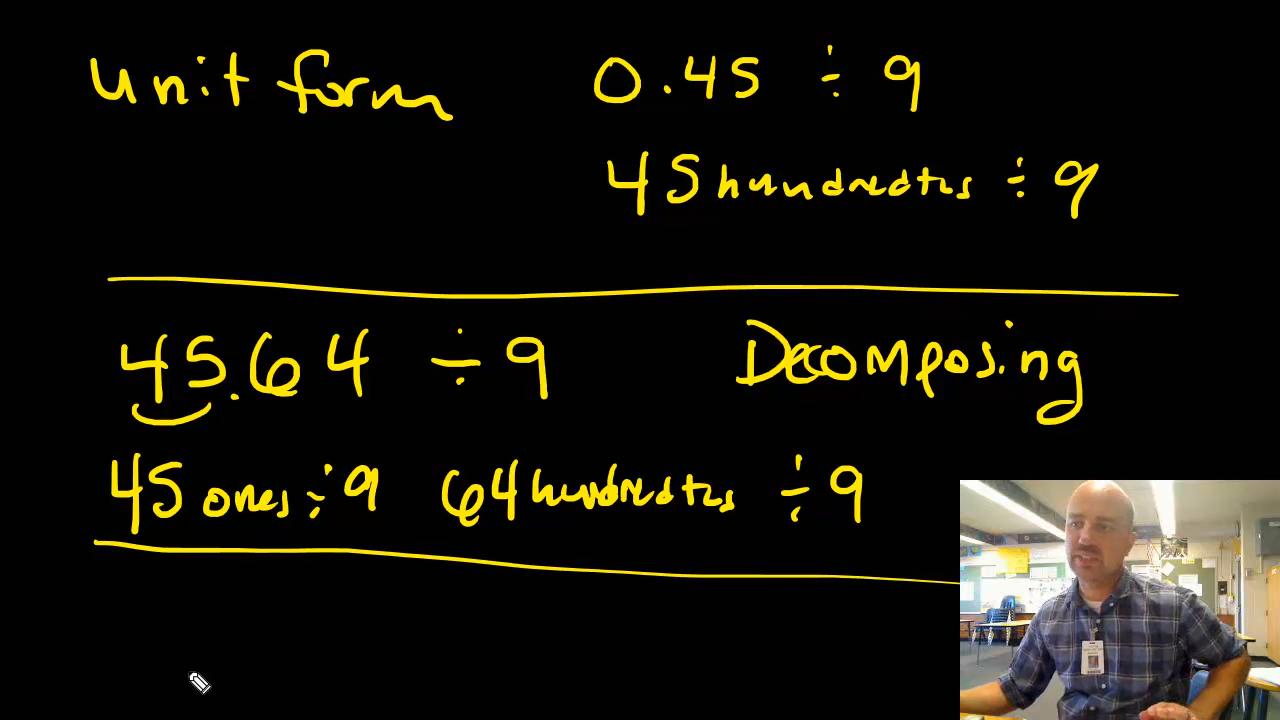 unit form 0.45 ÷ 9
45 hundredths ÷ 9
45.64 ÷ 9 Decomposing
45 ones ÷ 9 64 hundredths ÷ 9